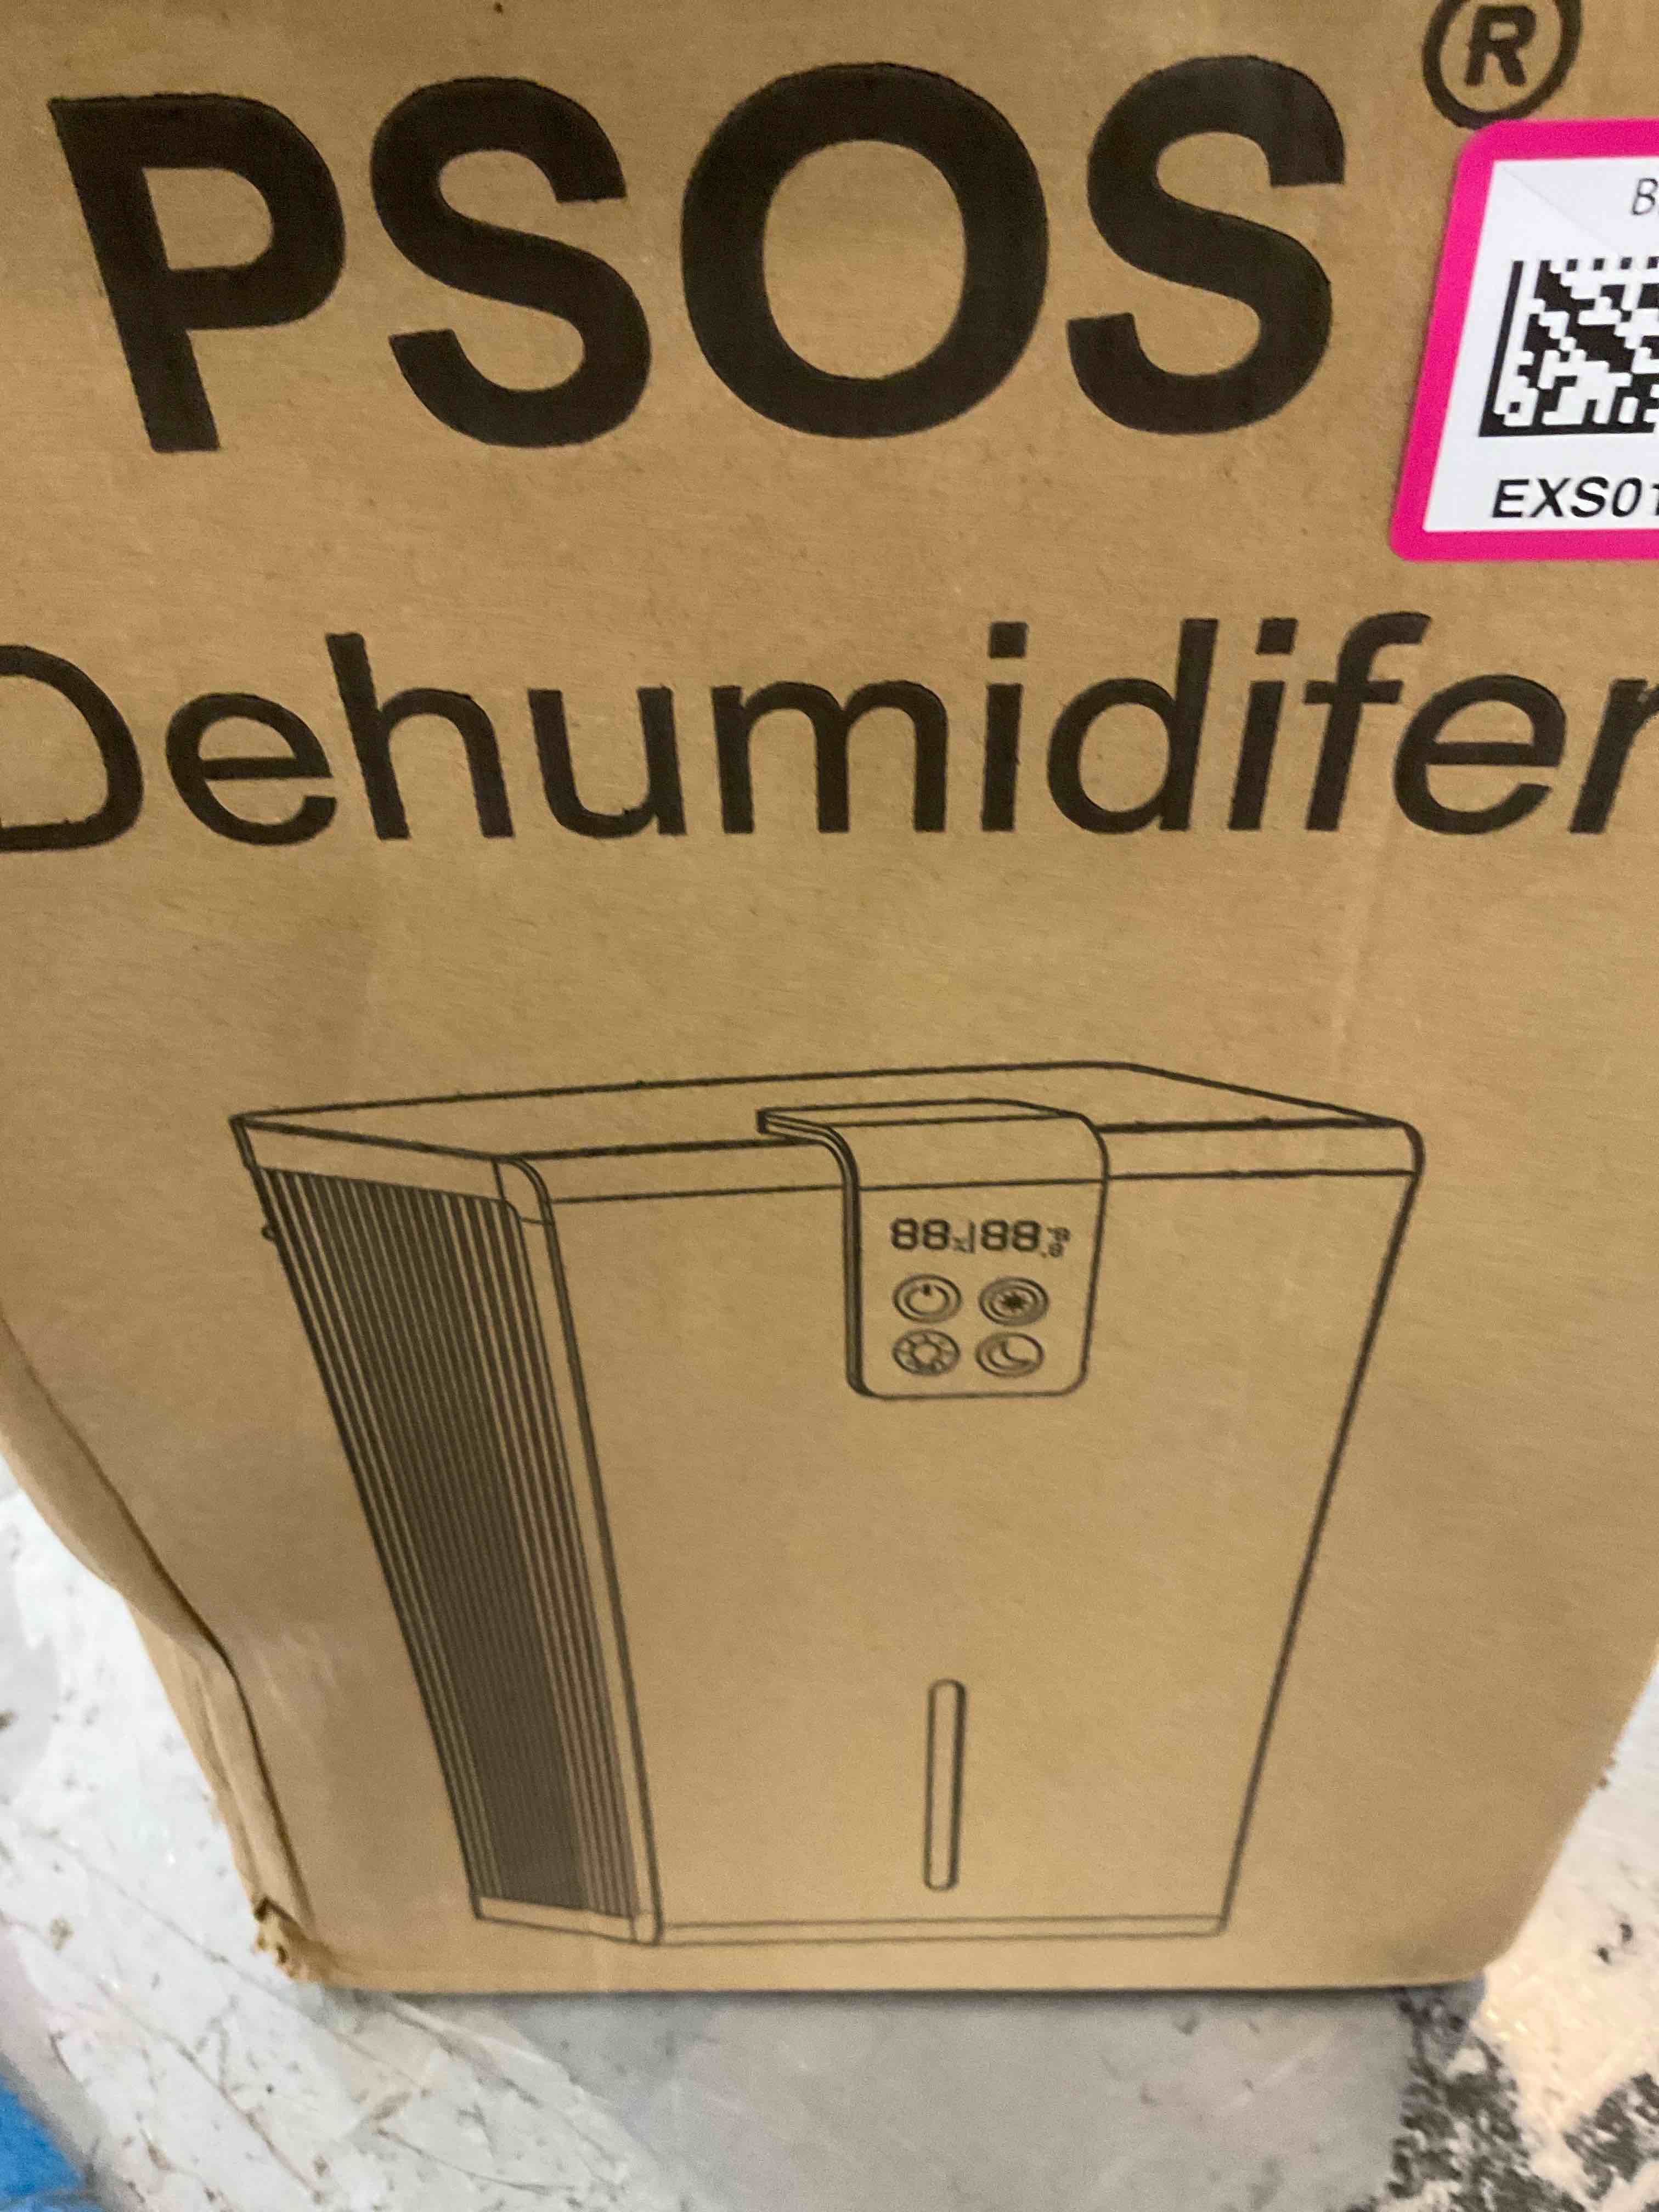 PSOS®
EXS01
Dehumidifer
88 88